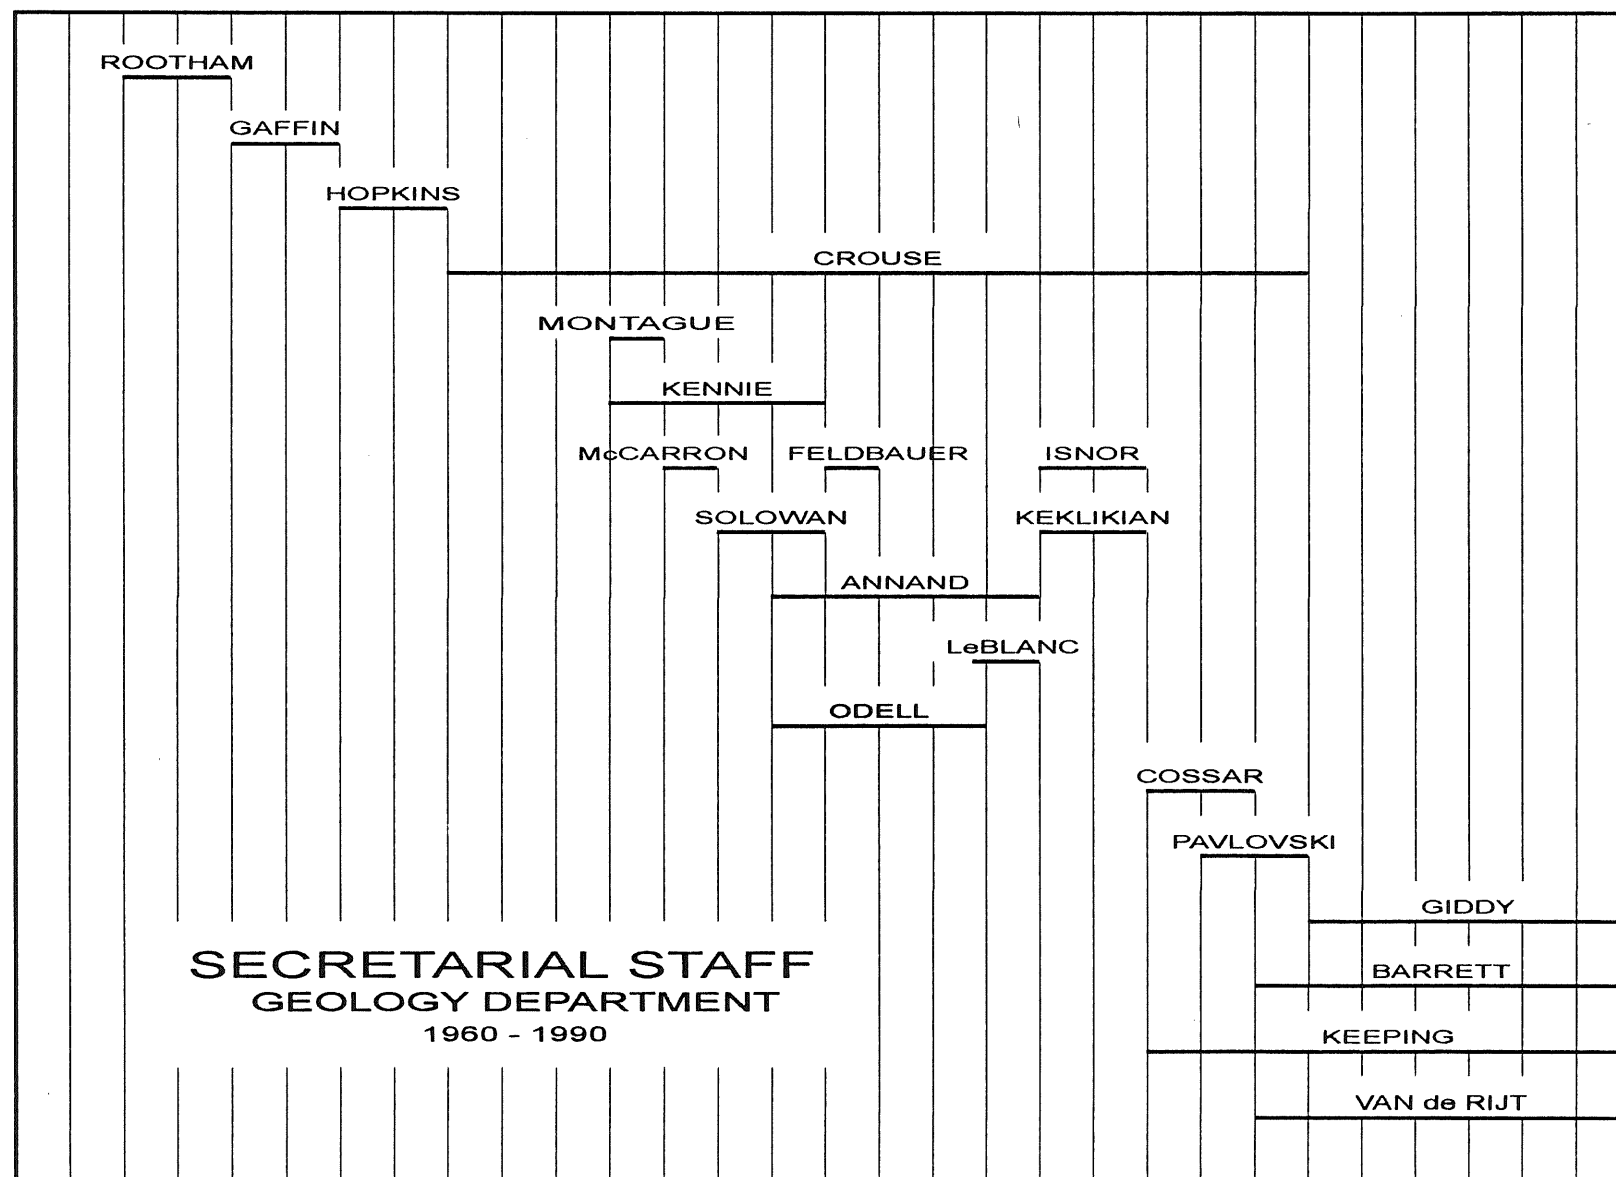 ROOTHAM
GAFFIN
HOPKINS
CROUSE
MONTAGUE
KENNIE
McCARRON
FELDBAUER
ISNOR
SOLOWAN
KEKLIKIAN
ANNAND
LeBLANC
ODELL
COSSAR
PAVLOVSKI
GIDDY
BARRETT
KEEPING
VAN de RIJT
SECRETARIAL STAFF
GEOLOGY DEPARTMENT
1960 - 1990